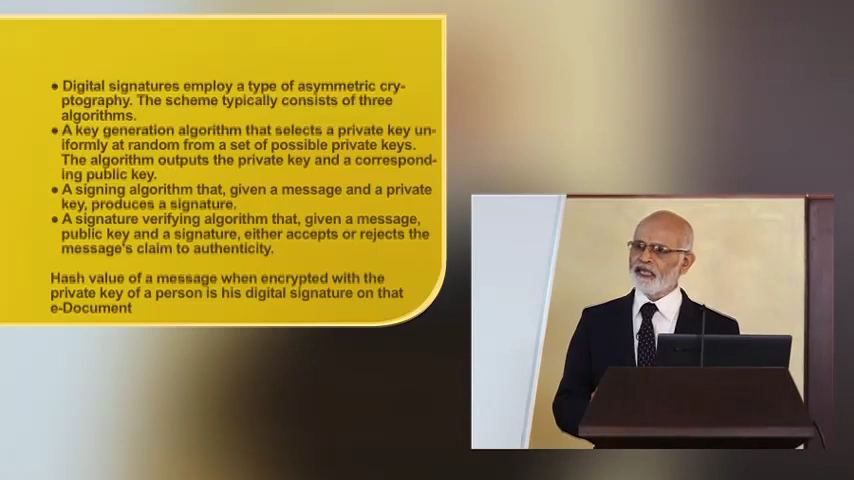 ● Digital signatures employ a type of asymmetric cry-
ptography. The scheme typically consists of three
algorithms.
● A key generation algorithm that selects a private key un-
iformly at random from a set of possible private keys.
The algorithm outputs the private key and a correspond-
ing public key.
● A signing algorithm that, given a message and a private
key, produces a signature.
● A signature verifying algorithm that, given a message,
public key and a signature, either accepts or rejects the
message's claim to authenticity.
Hash value of a message when encrypted with the
private key of a person is his digital signature on that
e-Document